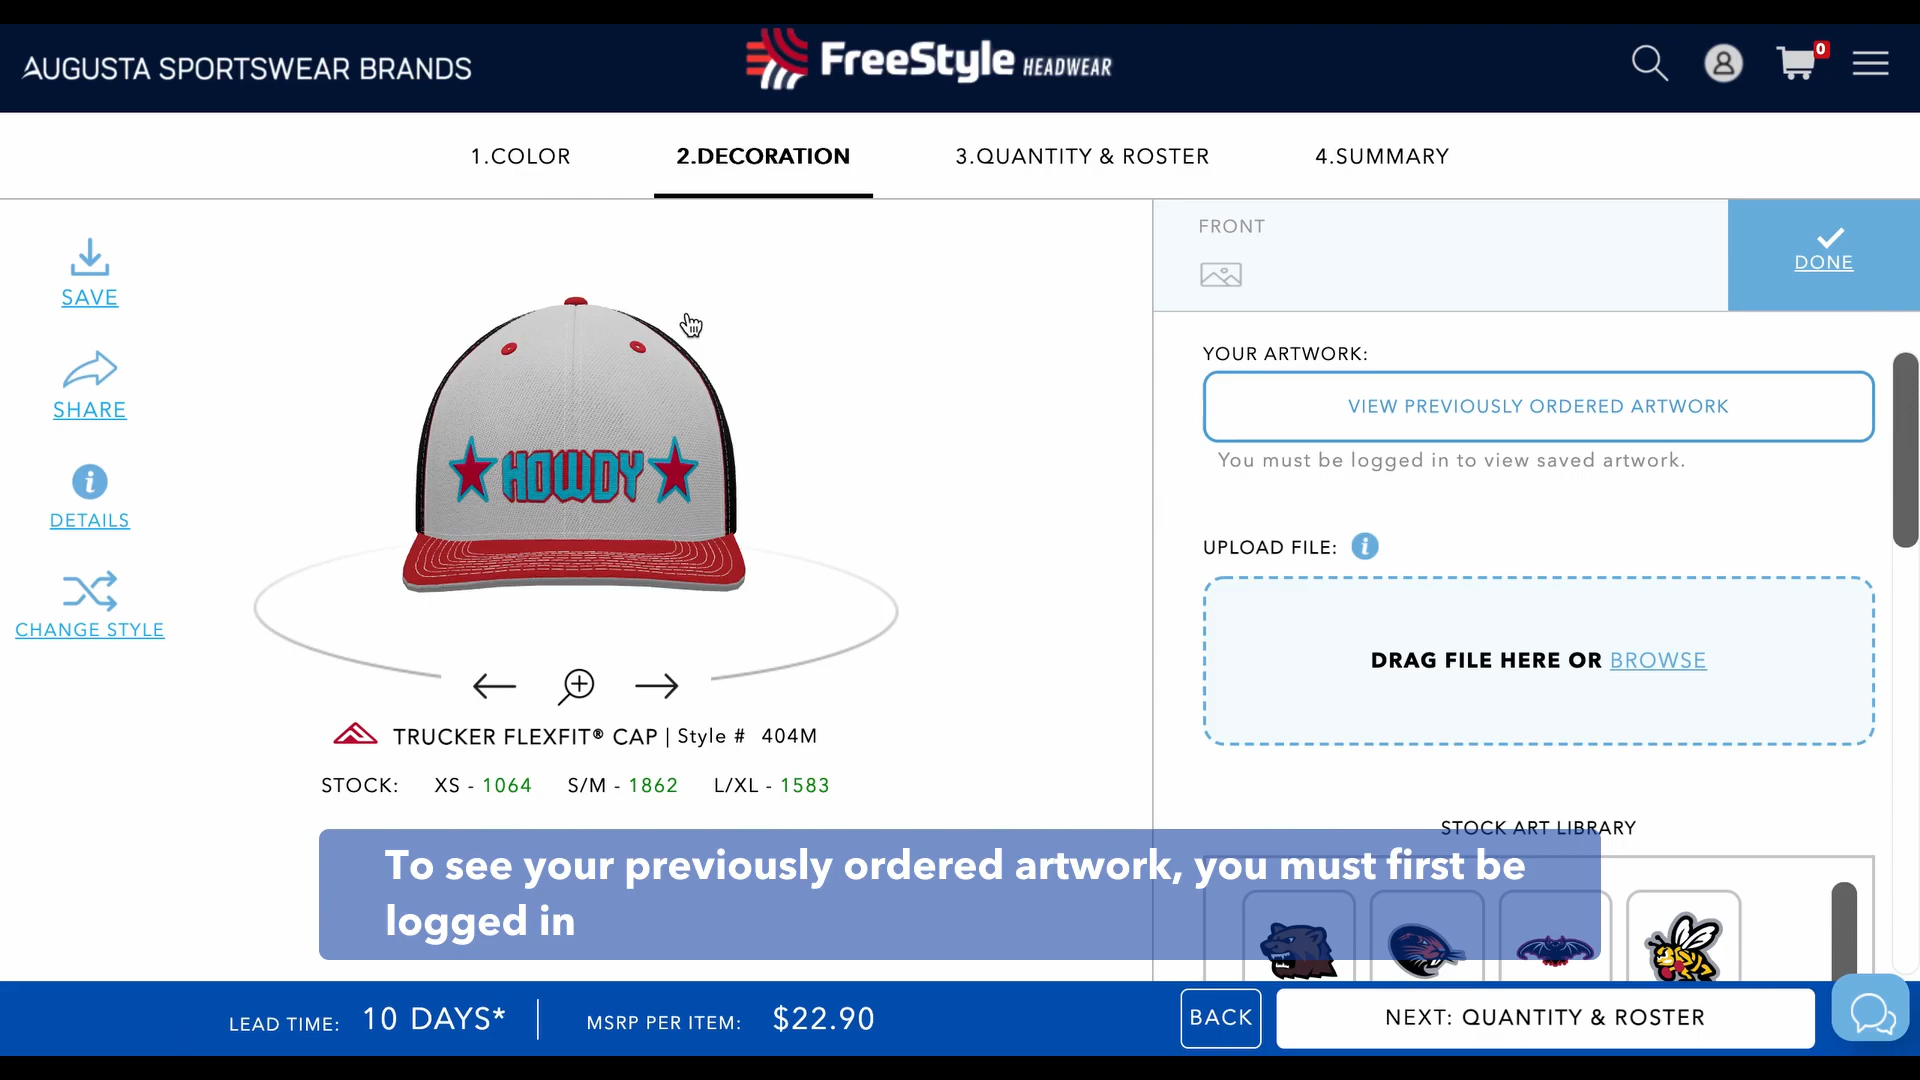 AUGUSTA SPORTSWEAR BRANDS
FreeStyle HEADWEAR
0
1.COLOR
2.DECORATION
3.QUANTITY & ROSTER
4.SUMMARY
SAVE
SHARE
DETAILS
CHANGE STYLE
HOWDY
TRUCKER FLEXFIT® CAP | Style # 404M
STOCK: XS - 1064 S/M - 1862 L/XL - 1583
FRONT
DONE
YOUR ARTWORK:
VIEW PREVIOUSLY ORDERED ARTWORK
You must be logged in to view saved artwork.
UPLOAD FILE:
DRAG FILE HERE OR BROWSE
STOCK ART LIBRARY
To see your previously ordered artwork, you must first be
logged in
LEAD TIME: 10 DAYS*
MSRP PER ITEM: $22.90
BACK
NEXT: QUANTITY & ROSTER